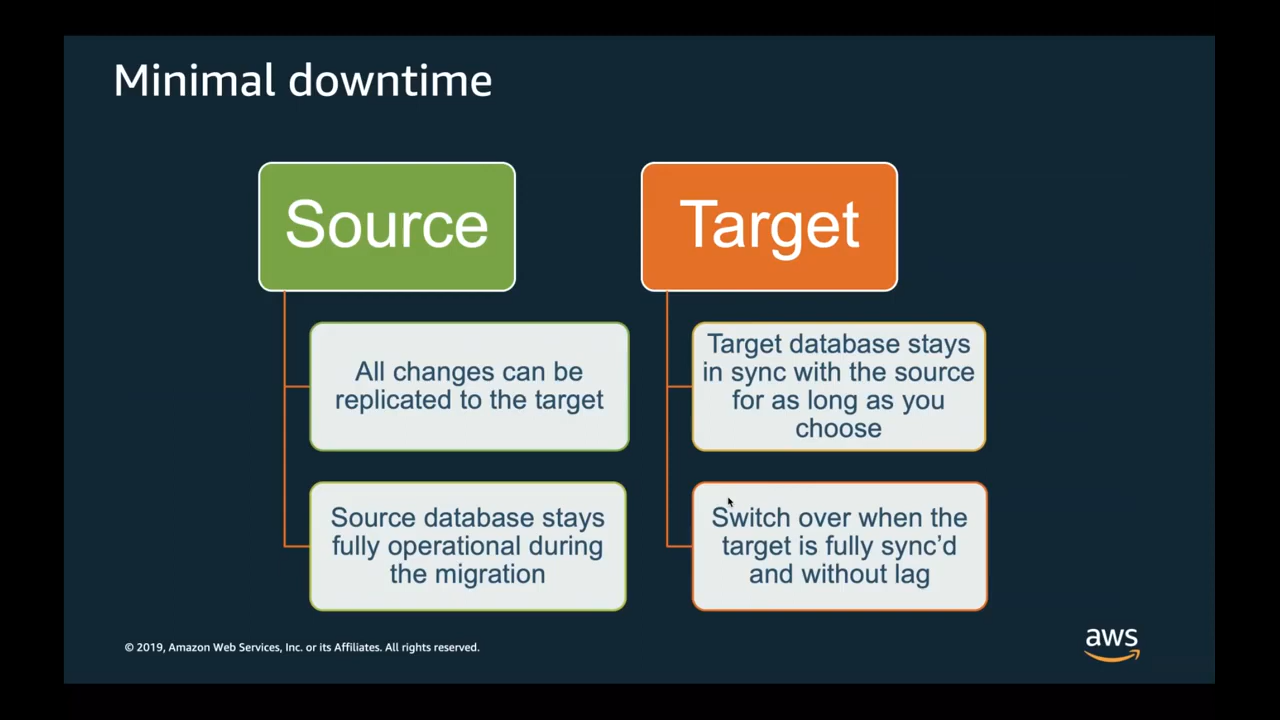 Minimal downtime
Source
Target
All changes can be
replicated to the target
Target database stays
in sync with the source
for as long as you
choose
Source database stays
fully operational during
the migration
Switch over when the
target is fully sync’d
and without lag
© 2019, Amazon Web Services, Inc. or its Affiliates. All rights reserved.
aws